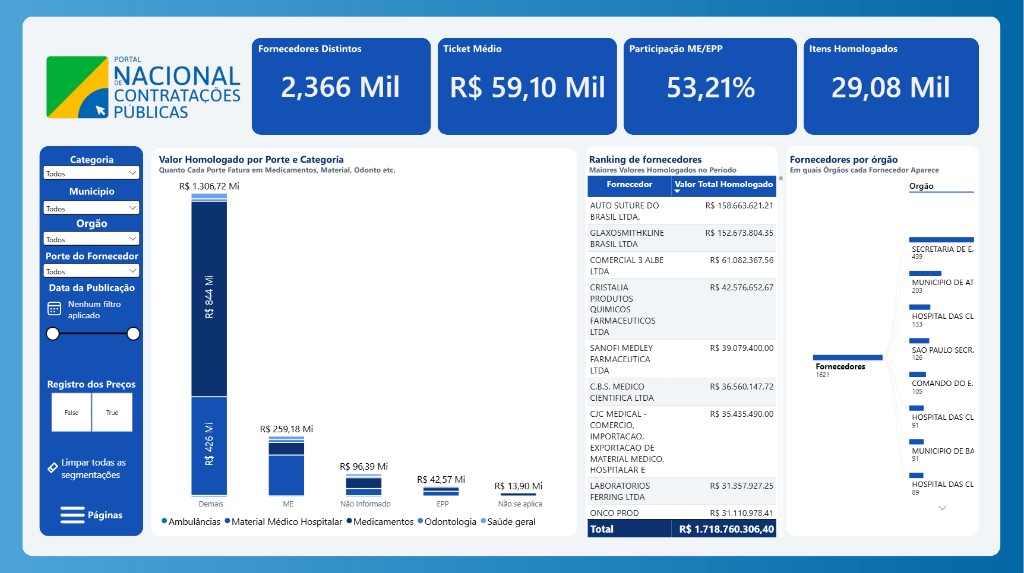 PORTAL
NACIONAL
DE CONTRATAÇÕES
PÚBLICAS
Fornecedores Distintos
2,366 Mil
Ticket Médio
R$ 59,10 Mil
Participação ME/EPP
53,21%
Itens Homologados
29,08 Mil
Categoria
Todos
Município
Todos
Orgão
Todos
Porte do Fornecedor
Todos
Data da Publicação
Nenhum filtro
aplicado
Registro dos Preços
False
True
Limpar todas as
segmentações
Páginas
Valor Homologado por Porte e Categoria
Quanto Cada Porte Fatura em Medicamentos, Material, Odonto etc.
R$ 1.306,72 Mi
R$ 844 Mi
R$ 426 Mi
R$ 259,18 Mi
R$ 96,39 Mi
R$ 42,57 Mi
R$ 13,90 Mi
Demais
ME
Não Informado
EPP
Não se aplica
Ambulâncias
Material Médico Hospitalar
Medicamentos
Odontologia
Saúde geral
Ranking de fornecedores
Maiores Valores Homologados no Período
Fornecedor Valor Total Homologado
AUTO SUTURE DO R$ 158.663.621,21
BRASIL LTDA.
GLAXOSMITHKLINE R$ 152.673.804,35
BRASIL LTDA
COMERCIAL 3 ALBE R$ 61.082.367,56
LTDA
CRISTALIA R$ 42.576.652,67
PRODUTOS
QUIMICOS
FARMACEUTICOS
LTDA
SANOFI MEDLEY R$ 39.079.400,00
FARMACEUTICA
LTDA
C.B.S. MEDICO R$ 36.560.147,72
CIENTIFICA LTDA
CJC MEDICAL - R$ 35.435.490,00
COMERCIO,
IMPORTACAO,
EXPORTACAO DE
MATERIAL MEDICO,
HOSPITALAR E
LABORATORIOS R$ 31.357.927,25
FERRING LTDA
ONCO PROD R$ 31.110.978,41
Total R$ 1.718.760.306,40
Fornecedores por órgão
Em quais Órgãos cada Fornecedor Aparece
Orgão
Fornecedores
1621
SECRETARIA DE E.
439
MUNICIPIO DE AT
203
HOSPITAL DAS CL
133
SAO PAULO SECR.
126
COMANDO DO E.
105
HOSPITAL DAS CL
91
MUNICIPIO DE BA
91
HOSPITAL DAS CL
89